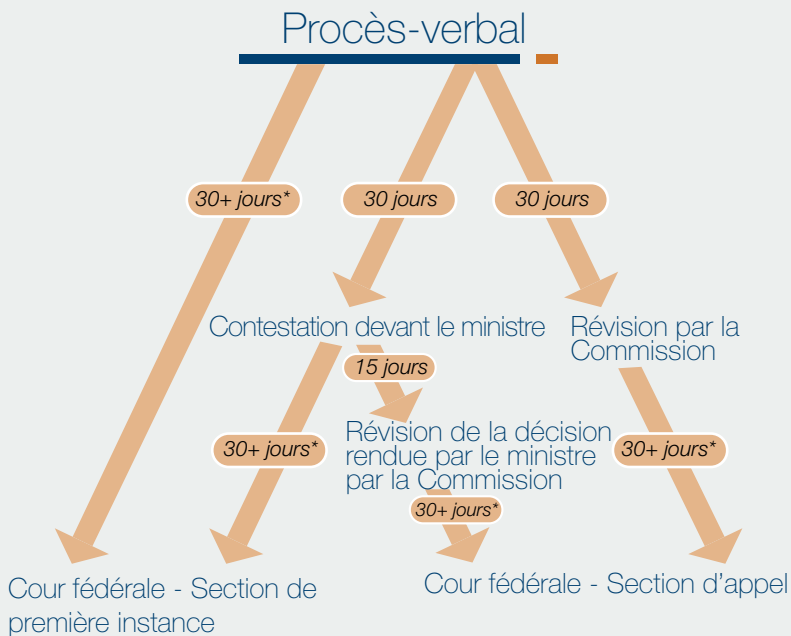 Procès-verbal
30+ jours*
30 jours
30 jours
Contestation devant le ministre
Révision par la
Commission
15 jours
30+ jours*
Révision de la décision
rendue par le ministre
par la Commission
30+ jours*
30+ jours*
Cour fédérale - Section de
première instance
Cour fédérale - Section d'appel